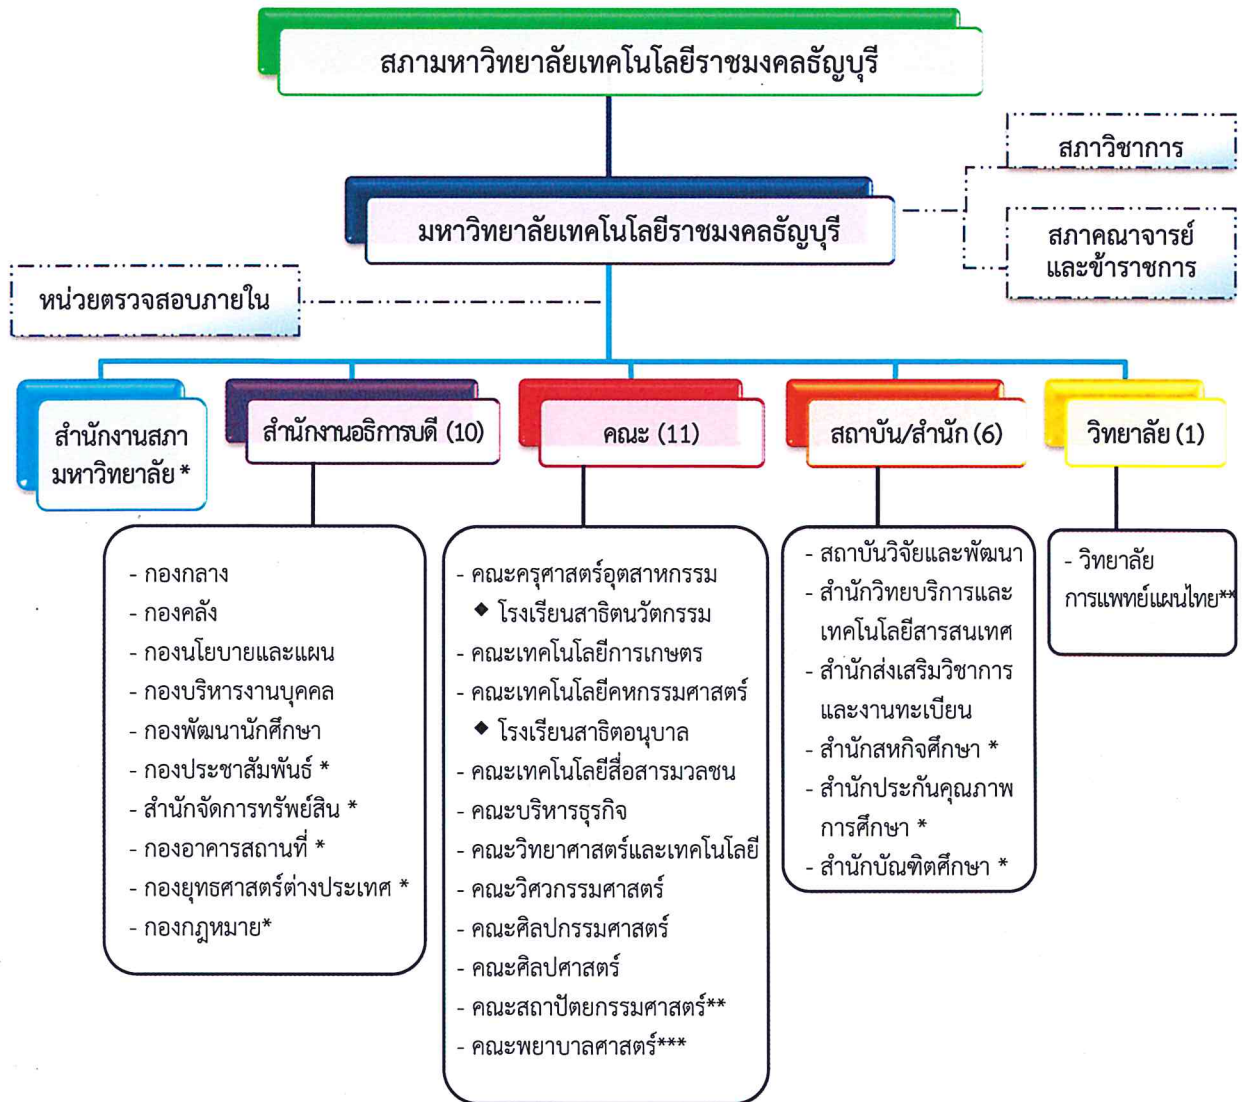 สภามหาวิทยาลัยเทคโนโลยีราชมงคลธัญบุรี
สภาวิชาการ
มหาวิทยาลัยเทคโนโลยีราชมงคลธัญบุรี
สภาคณาจารย์
และข้าราชการ
หน่วยตรวจสอบภายใน
สำนักงานสภา
มหาวิทยาลัย *
สำนักงานอธิการบดี (10)
- กองกลาง
- กองคลัง
- กองนโยบายและแผน
- กองบริหารงานบุคคล
- กองพัฒนานักศึกษา
- กองประชาสัมพันธ์ *
- สำนักจัดการทรัพย์สิน *
- กองอาคารสถานที่ *
- กองยุทธศาสตร์ต่างประเทศ *
- กองกฎหมาย*
คณะ (11)
- คณะครุศาสตร์อุตสาหกรรม
◆ โรงเรียนสาธิตนวัตกรรม
- คณะเทคโนโลยีการเกษตร
- คณะเทคโนโลยีคหกรรมศาสตร์
◆ โรงเรียนสาธิตอนุบาล
- คณะเทคโนโลยีสื่อสารมวลชน
- คณะบริหารธุรกิจ
- คณะวิทยาศาสตร์และเทคโนโลยี
- คณะวิศวกรรมศาสตร์
- คณะศิลปกรรมศาสตร์
- คณะศิลปศาสตร์
- คณะสถาปัตยกรรมศาสตร์**
- คณะพยาบาลศาสตร์***
สถาบัน/สำนัก (6)
- สถาบันวิจัยและพัฒนา
- สำนักวิทยบริการและ
เทคโนโลยีสารสนเทศ
- สำนักส่งเสริมวิชาการ
และงานทะเบียน
- สำนักสหกิจศึกษา *
- สำนักประกันคุณภาพ
การศึกษา *
- สำนักบัณฑิตศึกษา *
วิทยาลัย (1)
- วิทยาลัย
การแพทย์แผนไทย**